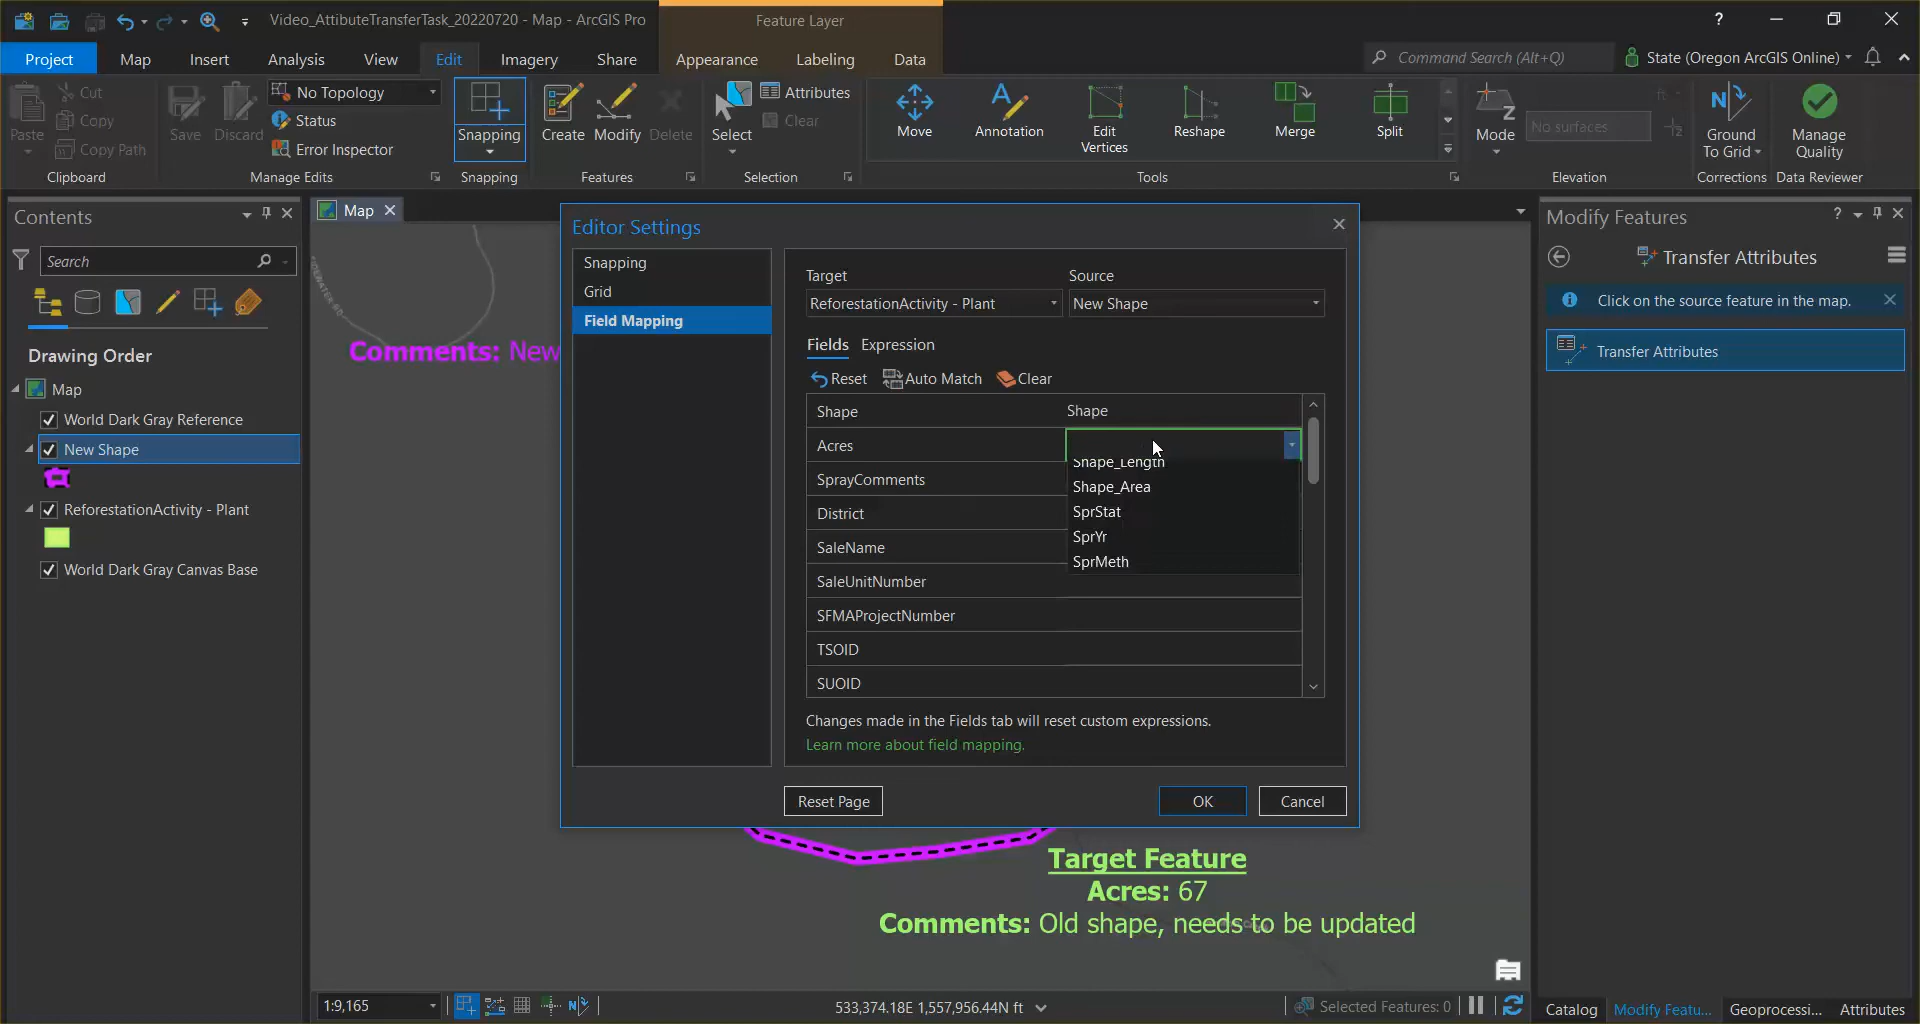 Video_AttibuteTransferTask_20220720 - Map - ArcGIS Pro
Feature Layer
?
Project
Map
Insert
Analysis
View
Edit
Imagery
Share
Appearance
Labeling
Data
Command Search (Alt+Q)
State (Oregon ArcGIS Online)
Paste
Cut
Copy
Copy Path
Clipboard
Save
Discard
No Topology
Status
Error Inspector
Manage Edits
Snapping
Snapping
Create
Modify
Delete
Features
Select
Attributes
Clear
Selection
Move
Annotation
Edit
Vertices
Reshape
Merge
Split
Tools
Mode
ft
No surfaces
Elevation
Ground
To Grid
Corrections
Manage
Quality
Data Reviewer
Contents
Search
Drawing Order
Map
World Dark Gray Reference
New Shape
ReforestationActivity - Plant
World Dark Gray Canvas Base
Map
Comments: New
Editor Settings
Snapping
Grid
Field Mapping
Target
Source
ReforestationActivity - Plant
New Shape
Fields
Expression
Reset
Auto Match
Clear
Shape
Shape
Acres
Shape_Length
SprayComments
Shape_Area
District
SprStat
SprYr
SaleName
SprMeth
SaleUnitNumber
SFMAProjectNumber
TSOID
SUOID
Changes made in the Fields tab will reset custom expressions.
Learn more about field mapping.
Reset Page
OK
Cancel
Target Feature
Acres: 67
Comments: Old shape, needs to be updated
1:9,165
533,374.18E 1,557,956.44N ft
Selected Features: 0
Modify Features
?
Transfer Attributes
Click on the source feature in the map.
Transfer Attributes
Catalog
Modify Featu...
Geoprocessi...
Attributes